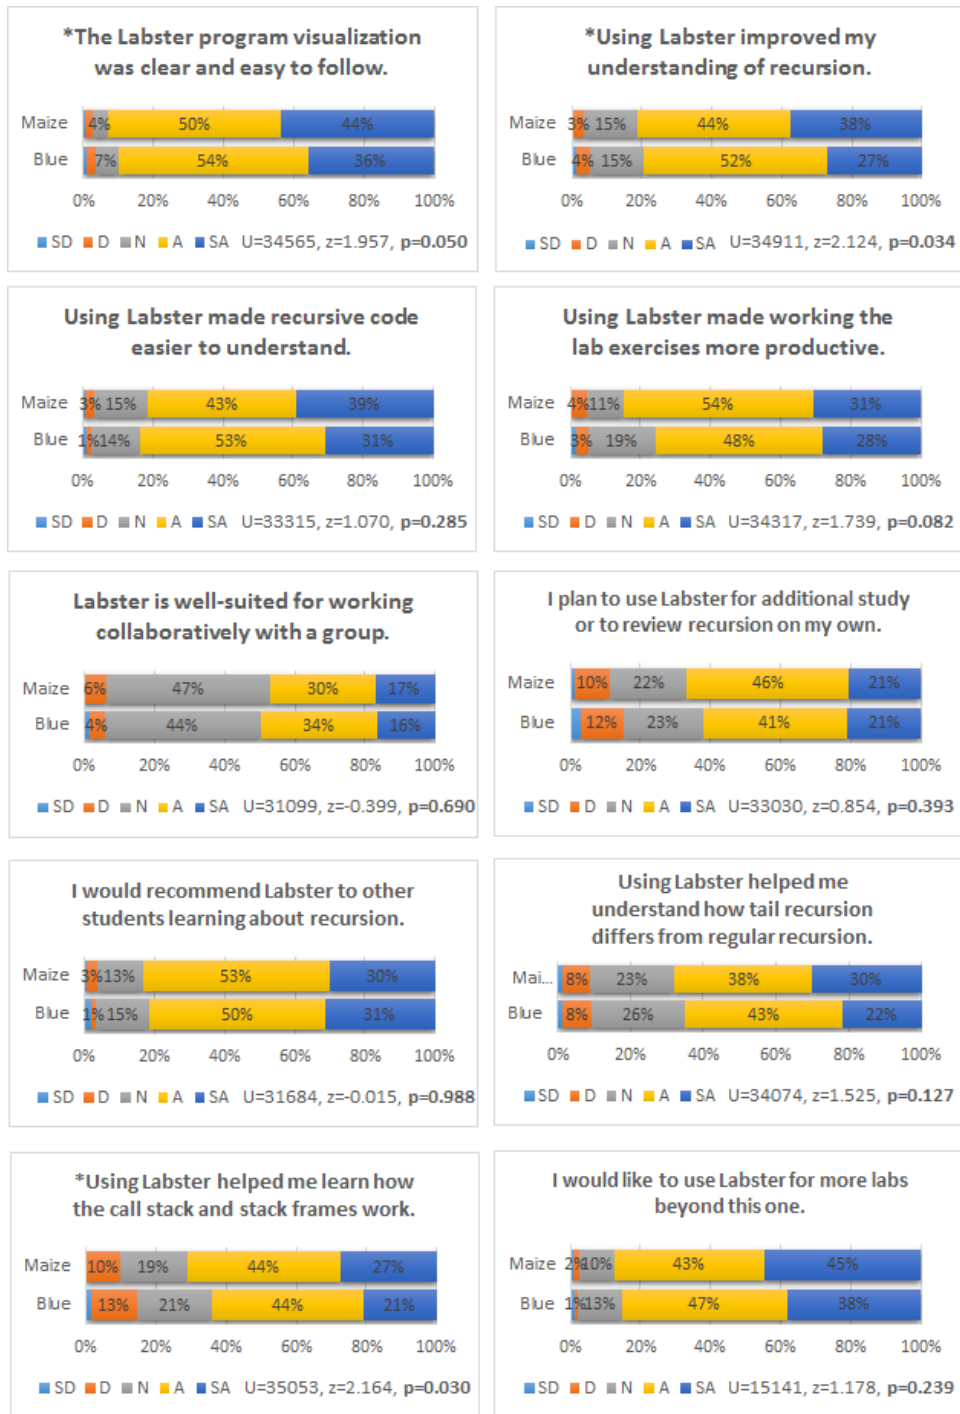 *The Labster program visualization
was clear and easy to follow.
Maize 4% 50% 44%
Blue 7% 54% 36%
0% 20% 40% 60% 80% 100%
SD D N A SA U=34565, z=1.957, p=0.050
*Using Labster improved my
understanding of recursion.
Maize 3% 15% 44% 38%
Blue 4% 15% 52% 27%
0% 20% 40% 60% 80% 100%
SD D N A SA U=34911, z=2.124, p=0.034
Using Labster made recursive code
easier to understand.
Maize 3% 15% 43% 39%
Blue 1% 14% 53% 31%
0% 20% 40% 60% 80% 100%
SD D N A SA U=33315, z=1.070, p=0.285
Using Labster made working the
lab exercises more productive.
Maize 4% 11% 54% 31%
Blue 3% 19% 48% 28%
0% 20% 40% 60% 80% 100%
SD D N A SA U=34317, z=1.739, p=0.082
Labster is well-suited for working
collaboratively with a group.
Maize 6% 47% 30% 17%
Blue 4% 44% 34% 16%
0% 20% 40% 60% 80% 100%
SD D N A SA U=31099, z=-0.399, p=0.690
I plan to use Labster for additional study
or to review recursion on my own.
Maize 10% 22% 46% 21%
Blue 12% 23% 41% 21%
0% 20% 40% 60% 80% 100%
SD D N A SA U=33030, z=0.854, p=0.393
I would recommend Labster to other
students learning about recursion.
Maize 3% 13% 53% 30%
Blue 1% 15% 50% 31%
0% 20% 40% 60% 80% 100%
SD D N A SA U=31684, z=-0.015, p=0.988
Using Labster helped me
understand how tail recursion
differs from regular recursion.
Mai... 8% 23% 38% 30%
Blue 8% 26% 43% 22%
0% 20% 40% 60% 80% 100%
SD D N A SA U=34074, z=1.525, p=0.127
*Using Labster helped me learn how
the call stack and stack frames work.
Maize 10% 19% 44% 27%
Blue 13% 21% 44% 21%
0% 20% 40% 60% 80% 100%
SD D N A SA U=35053, z=2.164, p=0.030
I would like to use Labster for more labs
beyond this one.
Maize 2% 10% 43% 45%
Blue 1% 13% 47% 38%
0% 20% 40% 60% 80% 100%
SD D N A SA U=15141, z=1.178, p=0.239